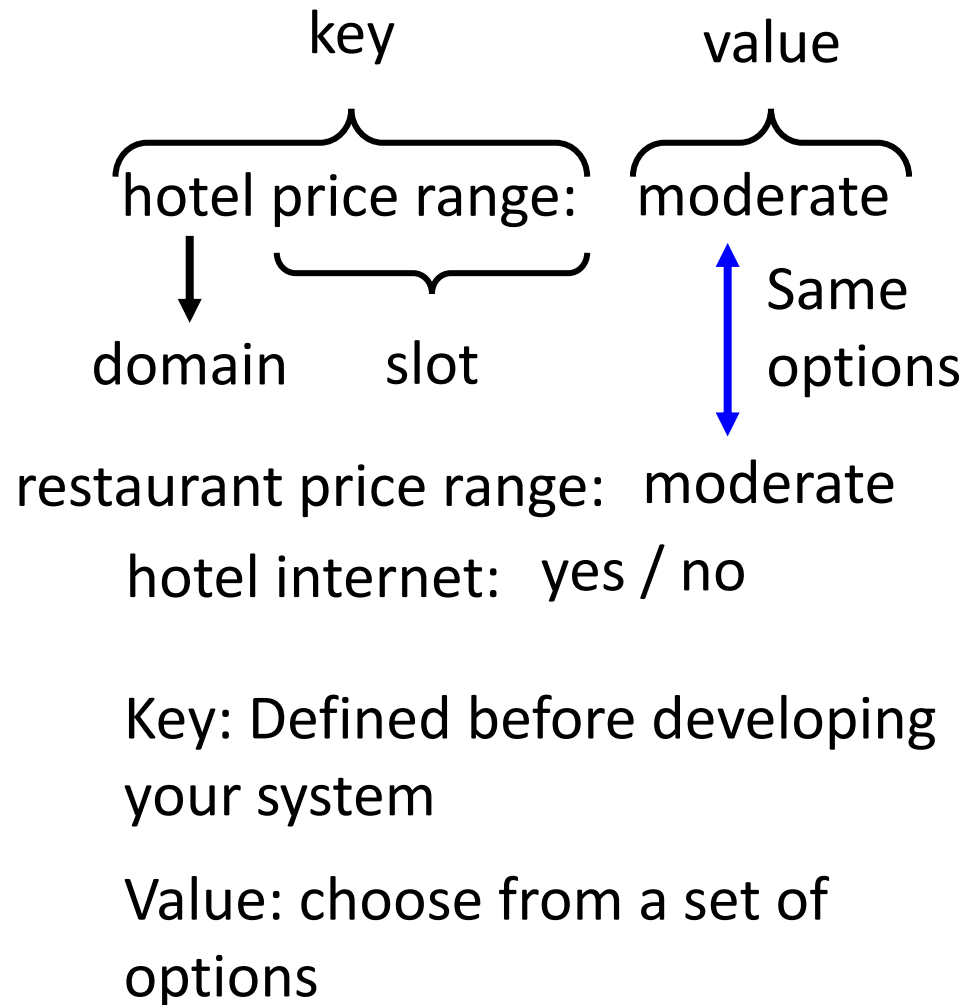 key value
hotel price range: moderate
Same
domain slot options
restaurant price range: moderate
hotel internet: yes / no
Key: Defined before developing
your system
Value: choose from a set of
options